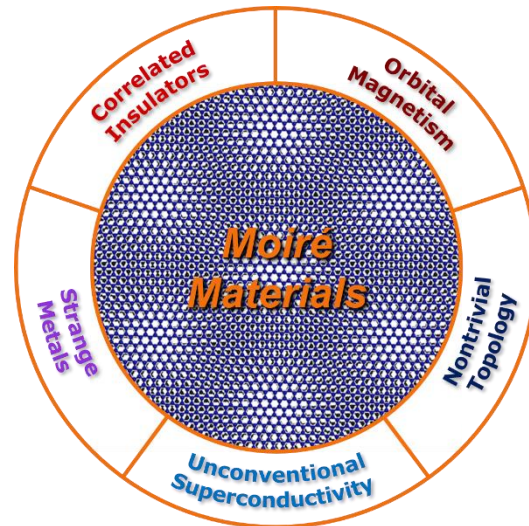 Correlated
Insulators
Orbital
Magnetism
Moiré
Materials
Strange
Metals
Nontrivial
Topology
Unconventional
Superconductivity